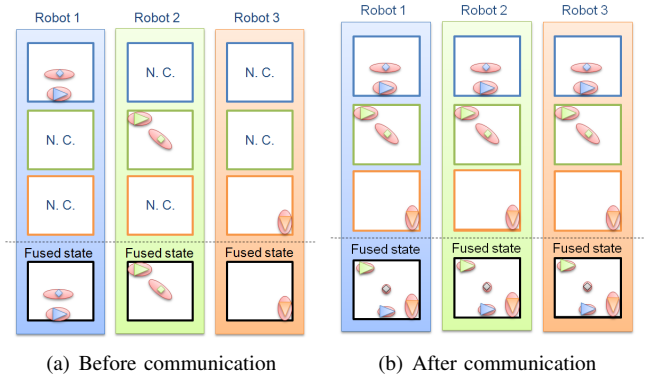 Robot 1 Robot 2 Robot 3
N. C. N. C.
N. C. N. C.
N. C. N. C.
Fused state Fused state Fused state
(a) Before communication
Robot 1 Robot 2 Robot 3
Fused state Fused state Fused state
(b) After communication